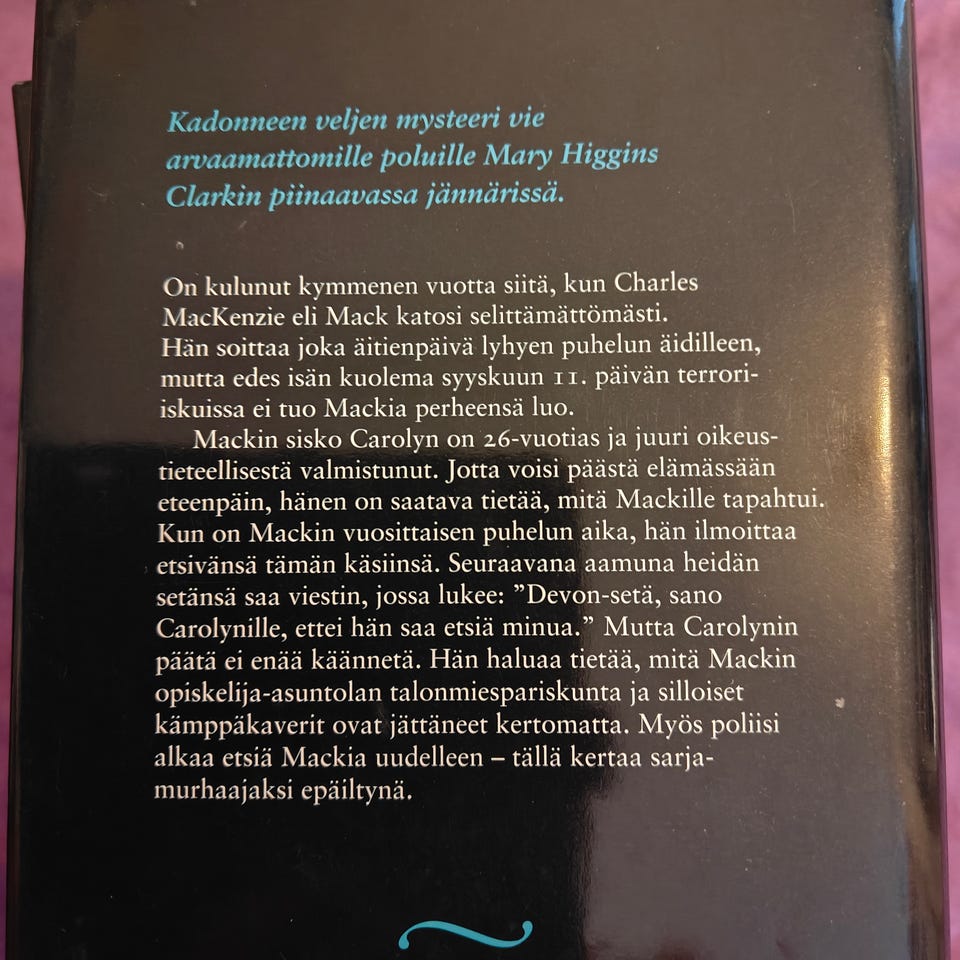 Kadonneen veljen mysteeri vie
arvaamattomille poluille Mary Higgins
Clarkin piinaavassa jännärissä.
On kulunut kymmenen vuotta siitä, kun Charles
MacKenzie eli Mack katosi selittämättömästi.
Hän soittaa joka äitienpäivä lyhyen puhelun äidilleen,
mutta edes isän kuolema syyskuun 11. päivän terrori-
iskuissa ei tuo Mackia perheensä luo.
Mackin sisko Carolyn on 26-vuotias ja juuri oikeus-
tieteellisestä valmistunut. Jotta voisi päästä elämässään
eteenpäin, hänen on saatava tietää, mitä Mackille tapahtui.
Kun on Mackin vuosittaisen puhelun aika, hän ilmoittaa
etsivänsä tämän käsiinsä. Seuraavana aamuna heidän
setänsä saa viestin, jossa lukee: ”Devon-setä, sano
Carolynille, ettei hän saa etsiä minua.” Mutta Carolynin
päätä ei enää käännetä. Hän haluaa tietää, mitä Mackin
opiskelija-asuntolan talonmiespariskunta ja silloiset
kämppäkaverit ovat jättäneet kertomatta. Myös poliisi
alkaa etsiä Mackia uudelleen – tällä kertaa sarja-
murhaajaksi epäiltynä.